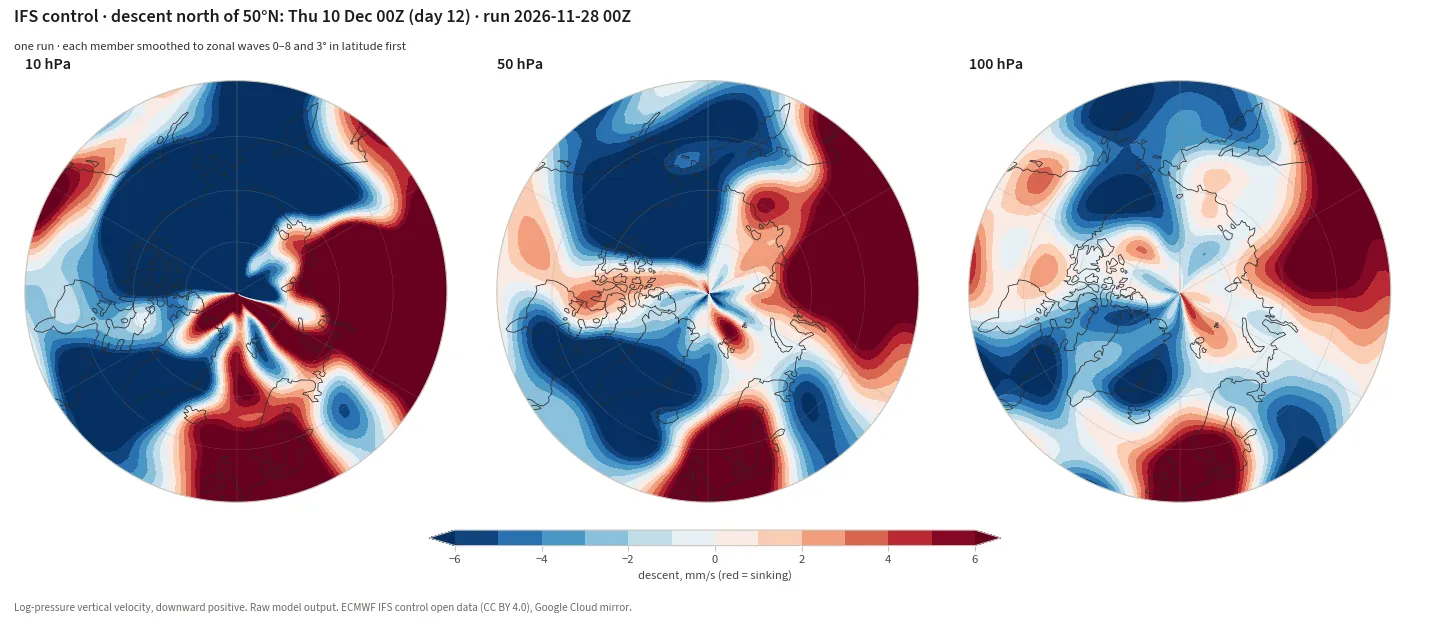 IFS control · descent north of 50°N: Thu 10 Dec 00Z (day 12) · run 2026-11-28 00Z
one run · each member smoothed to zonal waves 0–8 and 3° in latitude first
10 hPa
50 hPa
100 hPa
−6 −4 −2 0 2 4 6
descent, mm/s (red = sinking)
Log-pressure vertical velocity, downward positive. Raw model output. ECMWF IFS control open data (CC BY 4.0), Google Cloud mirror.